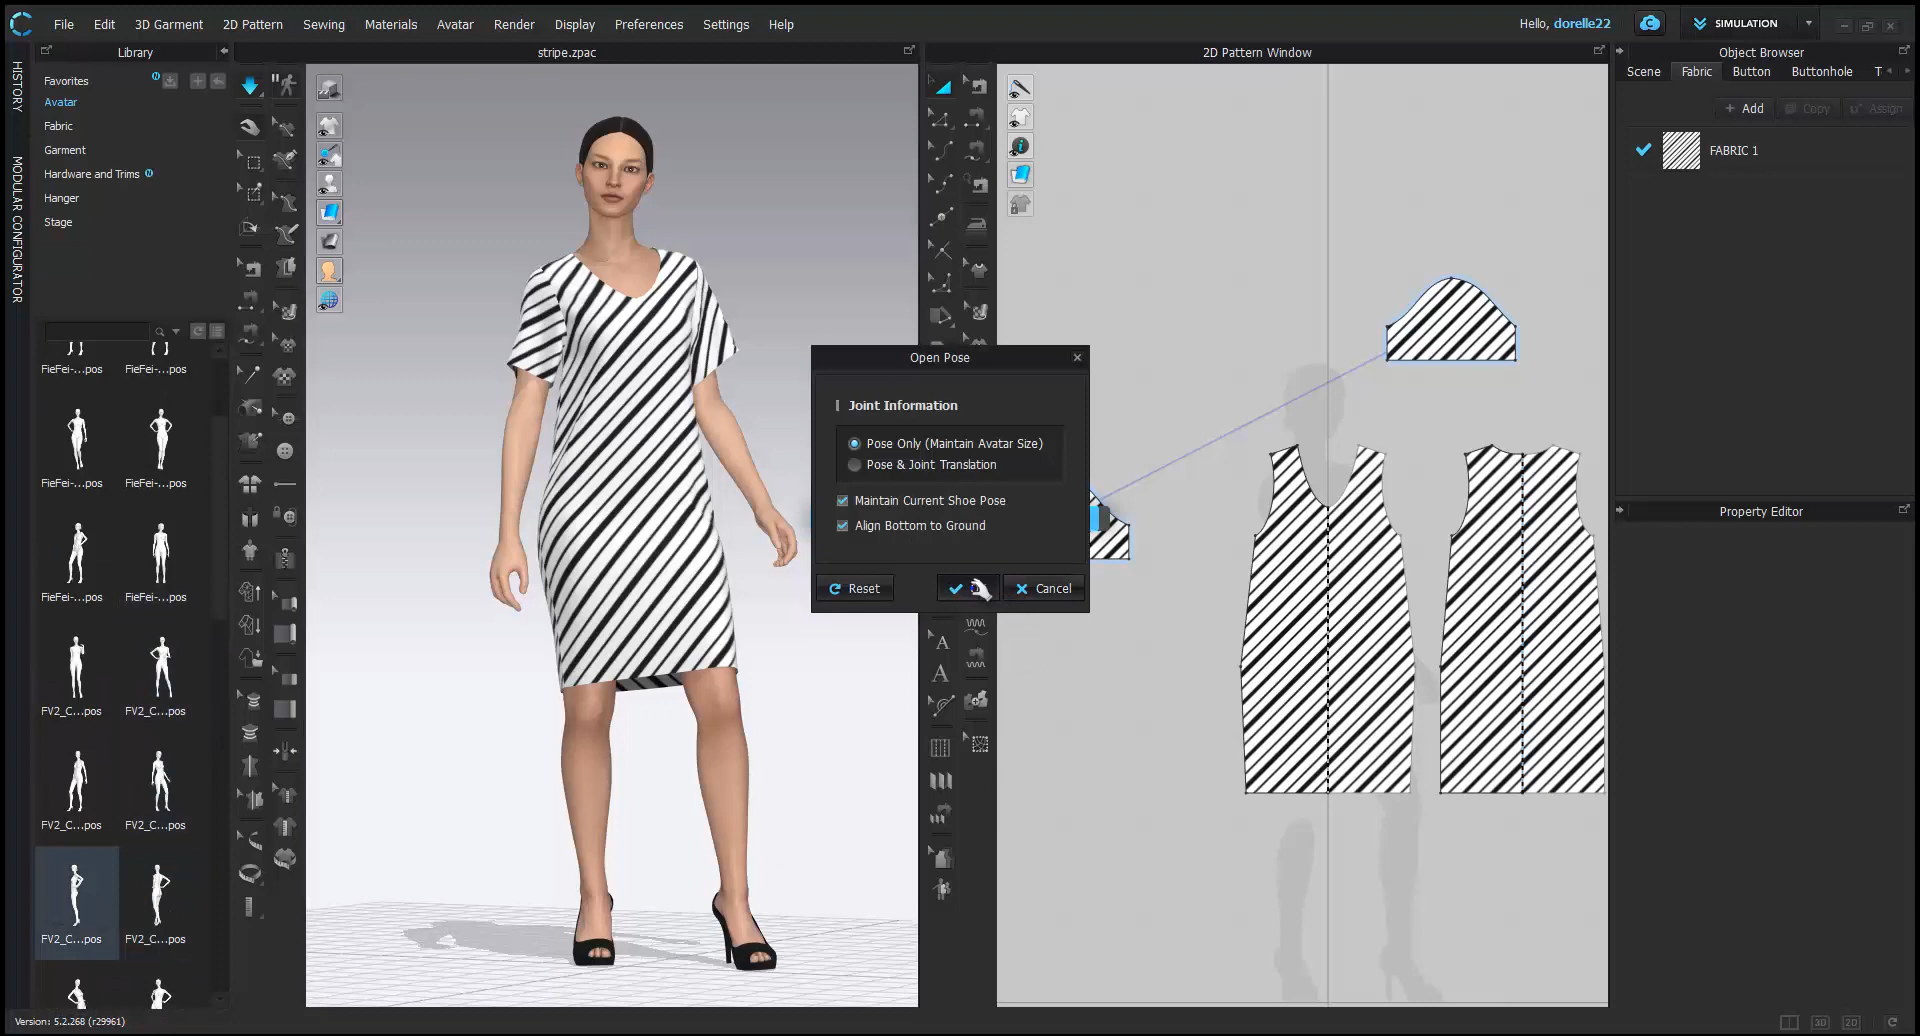 File Edit 3D Garment 2D Pattern Sewing Materials Avatar Render Display Preferences Settings Help
Hello, dorelle22
SIMULATION
Library
stripe.zpac
2D Pattern Window
Object Browser
HISTORY
MODULAR CONFIGURATOR
Favorites
Avatar
Fabric
Garment
Hardware and Trims
Hanger
Stage
Scene Fabric Button Buttonhole T
+ Add Copy Assign
FABRIC 1
Property Editor
FieFei-...pos FieFei-...pos
FieFei-...pos FieFei-...pos
FieFei-...pos FieFei-...pos
FV2_C...pos FV2_C...pos
FV2_C...pos FV2_C...pos
FV2_C...pos FV2_C...pos
Open Pose
Joint Information
Pose Only (Maintain Avatar Size)
Pose & Joint Translation
Maintain Current Shoe Pose
Align Bottom to Ground
Reset
Cancel
A
A
Version: 5.2.268 (r29961)
3D 2D